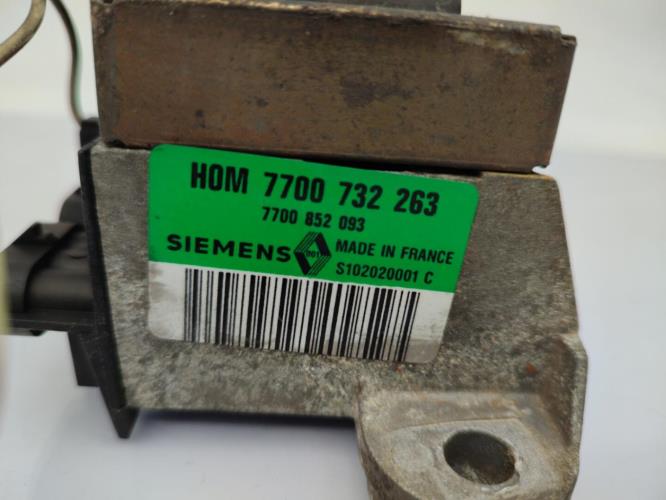 HOM 7700 732 263
7700 852 093
SIEMENS MADE IN FRANCE
S102020001 C